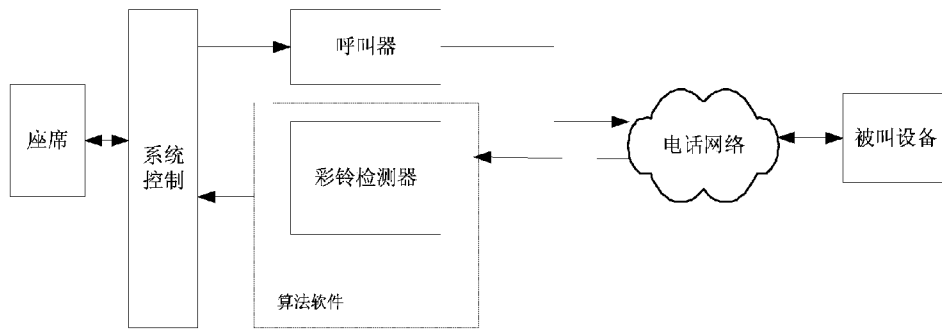 呼叫器
座席
系统
控制
彩铃检测器
算法软件
电话网络
被叫设备